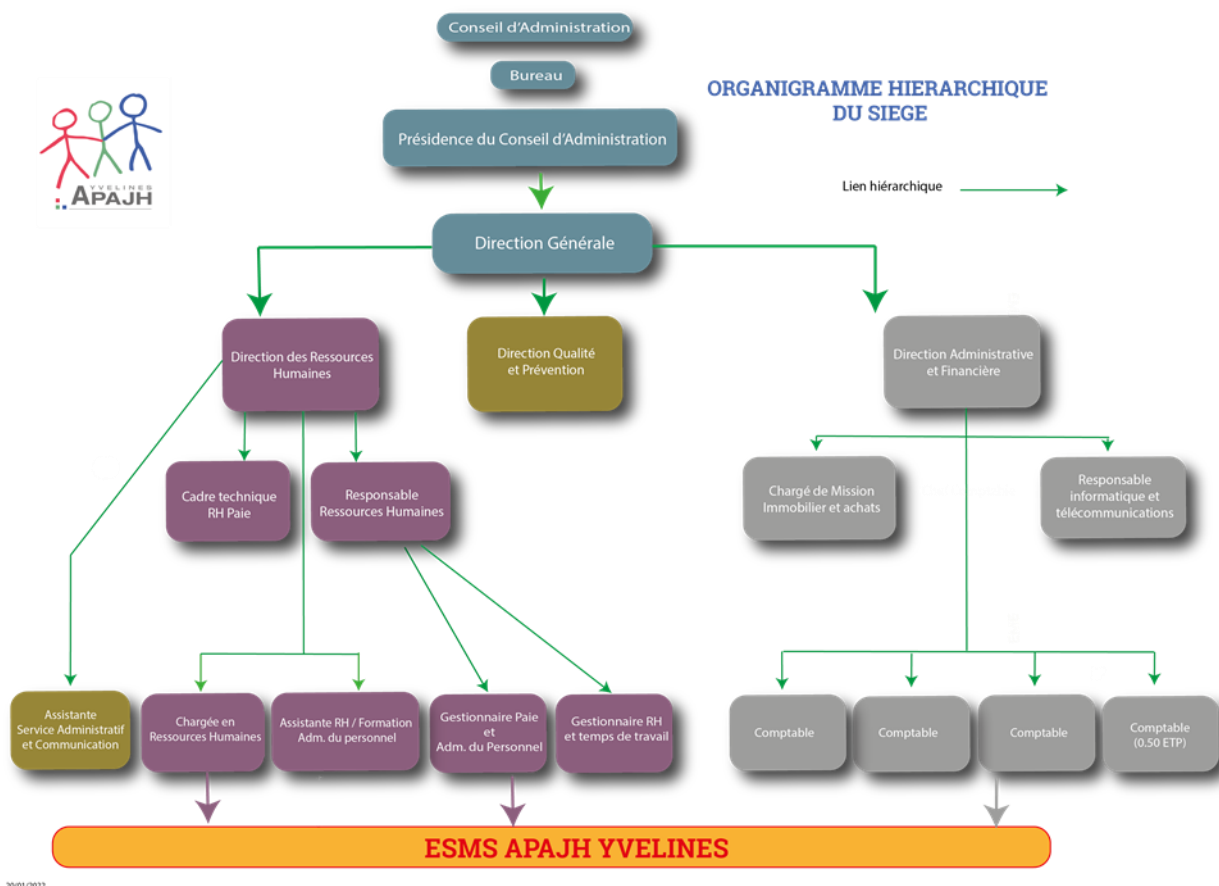 Conseil d'Administration
Bureau
ORGANIGRAMME HIERARCHIQUE
DU SIEGE
Présidence du Conseil d'Administration
Lien hiérarchique
YVELINES
APAJH
Direction Générale
Direction des Ressources
Humaines
Direction Qualité
et Prévention
Direction Administrative
et Financière
Cadre technique
RH Paie
Responsable
Ressources Humaines
Chargé de Mission
Immobilier et achats
Responsable
informatique et
télécommunications
Assistante
Service Administratif
et Communication
Chargée en
Ressources Humaines
Assistante RH / Formation
Adm. du personnel
Gestionnaire Paie
et
Adm. du Personnel
Gestionnaire RH
et temps de travail
Comptable
Comptable
Comptable
Comptable
(0.50 ETP)
ESMS APAJH YVELINES